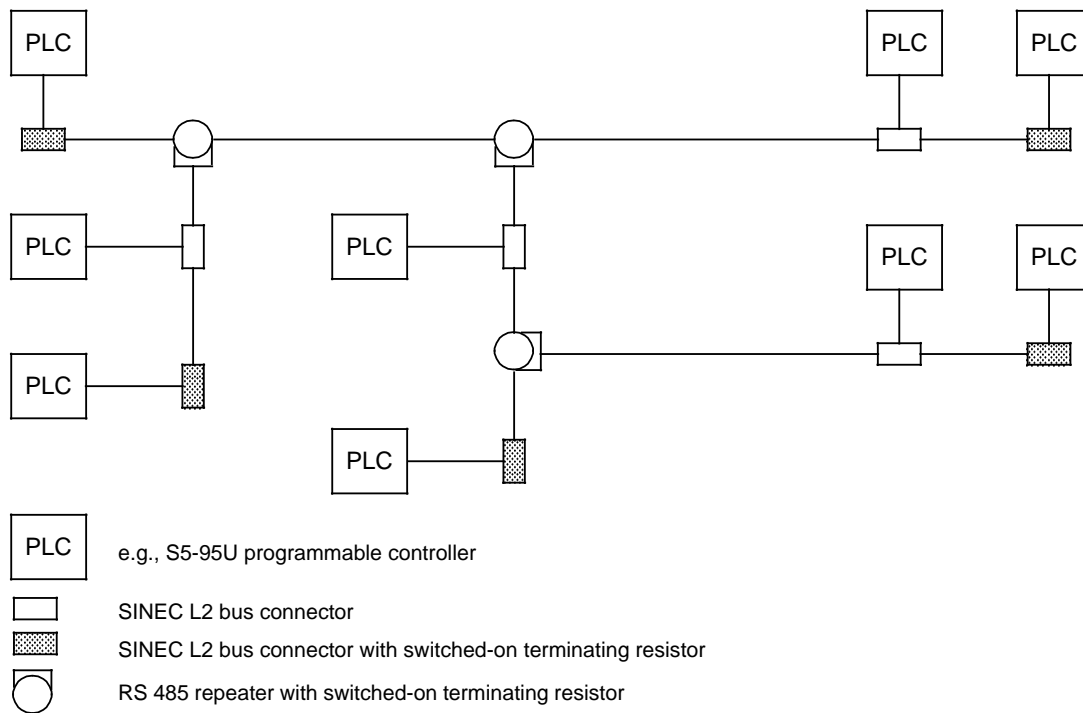 PLC
PLC
PLC
PLC
PLC
PLC
PLC
PLC
PLC
PLC e.g., S5-95U programmable controller
SINEC L2 bus connector
SINEC L2 bus connector with switched-on terminating resistor
RS 485 repeater with switched-on terminating resistor